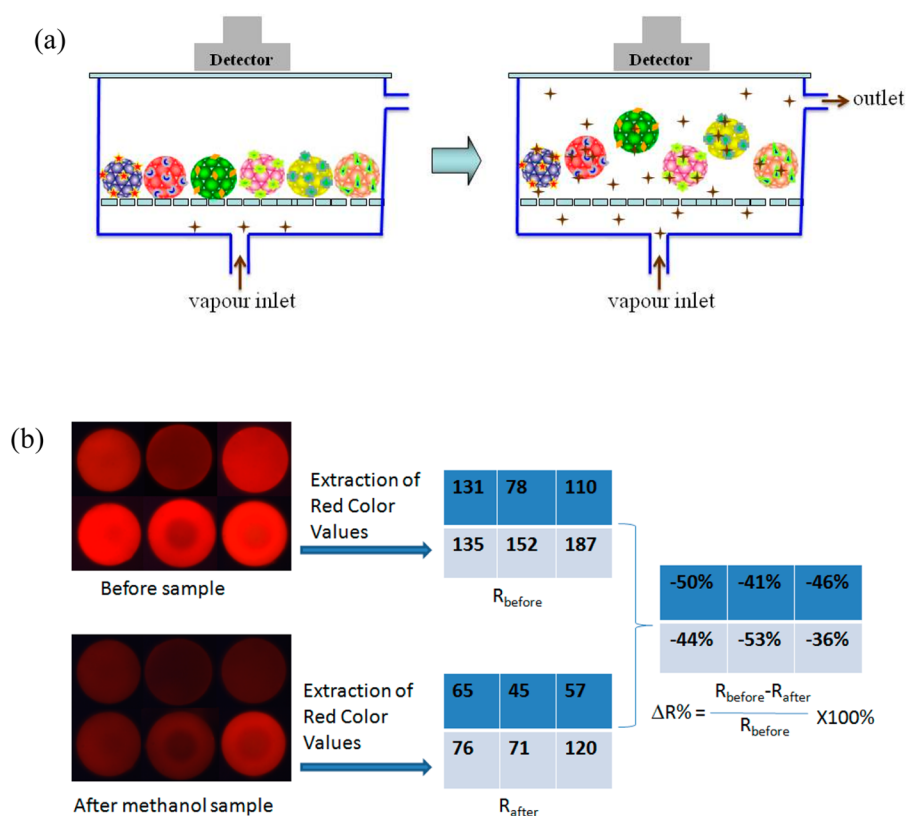 (a)
Detector
Detector
outlet
vapour inlet
vapour inlet
(b)
Before sample
Extraction of
Red Color
Values
131 78 110
135 152 187
Rbefore
After methanol sample
Extraction of
Red Color
Values
65 45 57
76 71 120
Rafter
-50% -41% -46%
-44% -53% -36%
ΔR% = Rbefore-Rafter
Rbefore
X100%